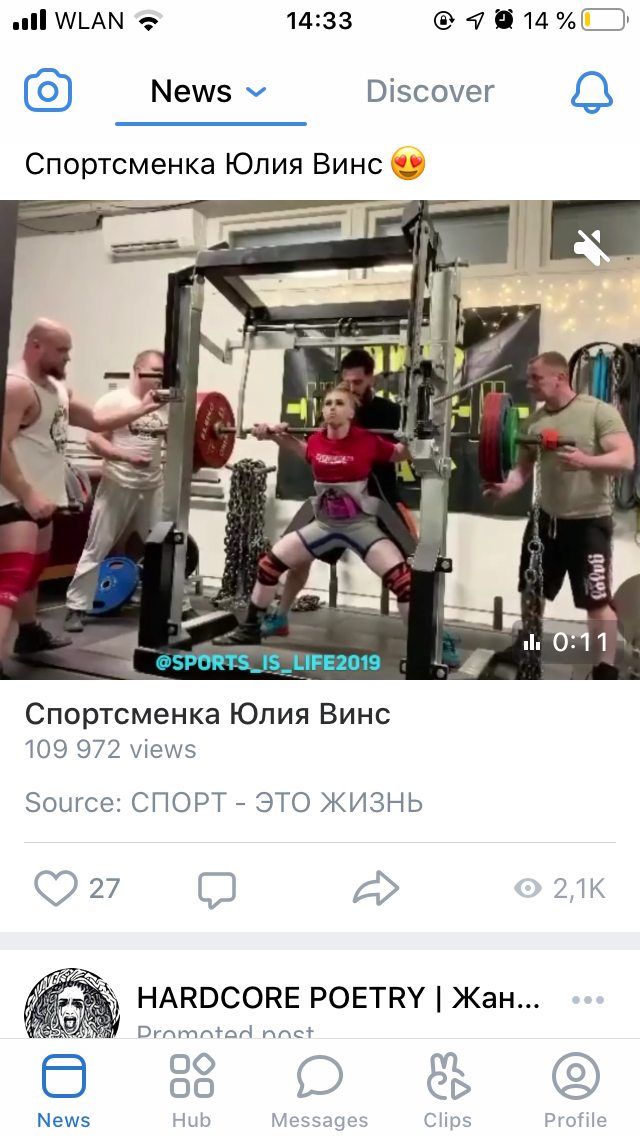 WLAN 14:33 14 %
News Discover
Спортсменка Юлия Винс
@SPORTS_IS_LIFE2019
0:11
Спортсменка Юлия Винс
109 972 views
Source: СПОРТ - ЭТО ЖИЗНЬ
27 2,1K
HARDCORE POETRY | Жан...
Promoted post
News Hub Messages Clips Profile